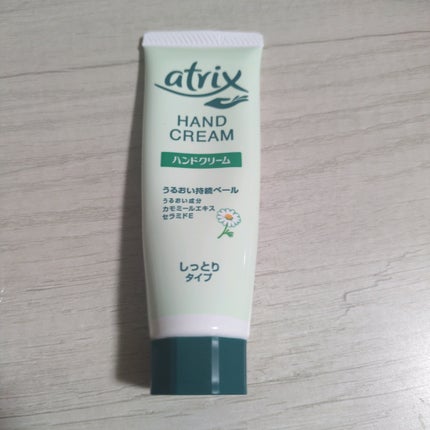 atrix
HAND
CREAM
ハンドクリーム
うるおい持続ベール
うるおい成分
カモミールエキス
セラミドE
しっとり
タイプ